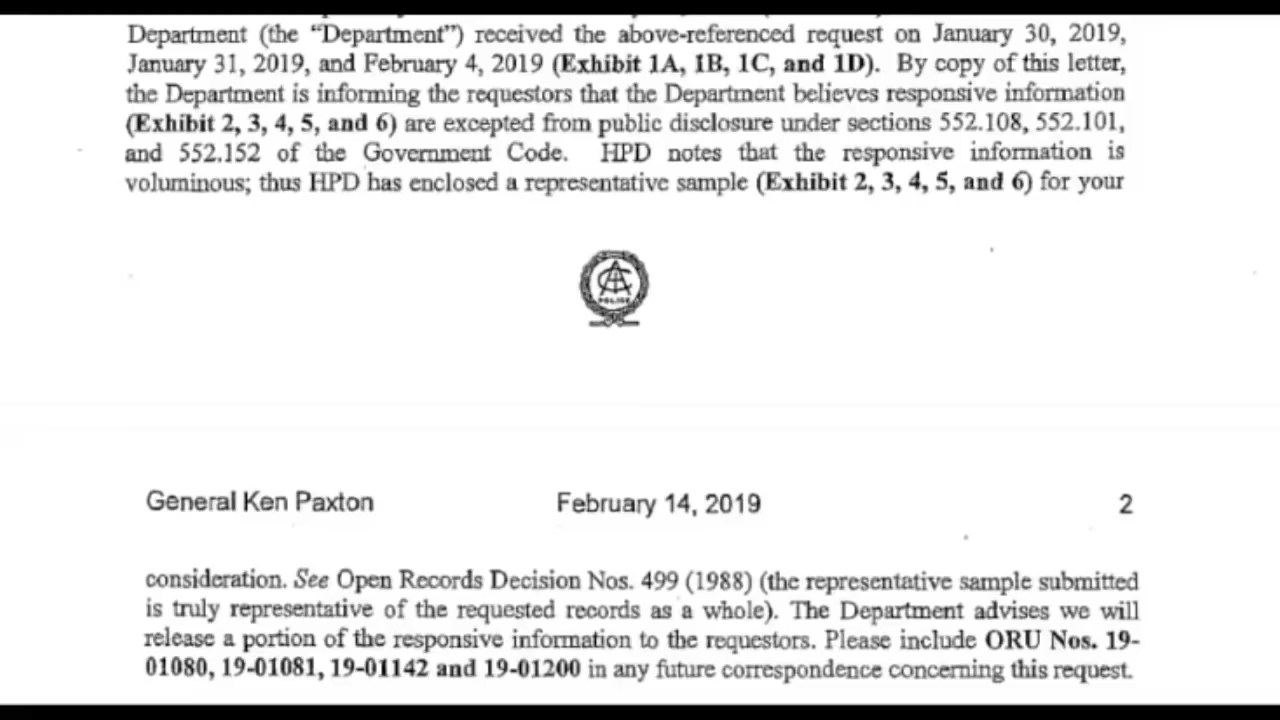 Department (the “Department”) received the above-referenced request on January 30, 2019,
January 31, 2019, and February 4, 2019 (Exhibit 1A, 1B, 1C, and 1D). By copy of this letter,
the Department is informing the requestors that the Department believes responsive information
(Exhibit 2, 3, 4, 5, and 6) are excepted from public disclosure under sections 552.108, 552.101,
and 552.152 of the Government Code. HPD notes that the responsive information is
voluminous; thus HPD has enclosed a representative sample (Exhibit 2, 3, 4, 5, and 6) for your
POLICE
General Ken Paxton February 14, 2019 2
consideration. See Open Records Decision Nos. 499 (1988) (the representative sample submitted
is truly representative of the requested records as a whole). The Department advises we will
release a portion of the responsive information to the requestors. Please include ORU Nos. 19-
01080, 19-01081, 19-01142 and 19-01200 in any future correspondence concerning this request.